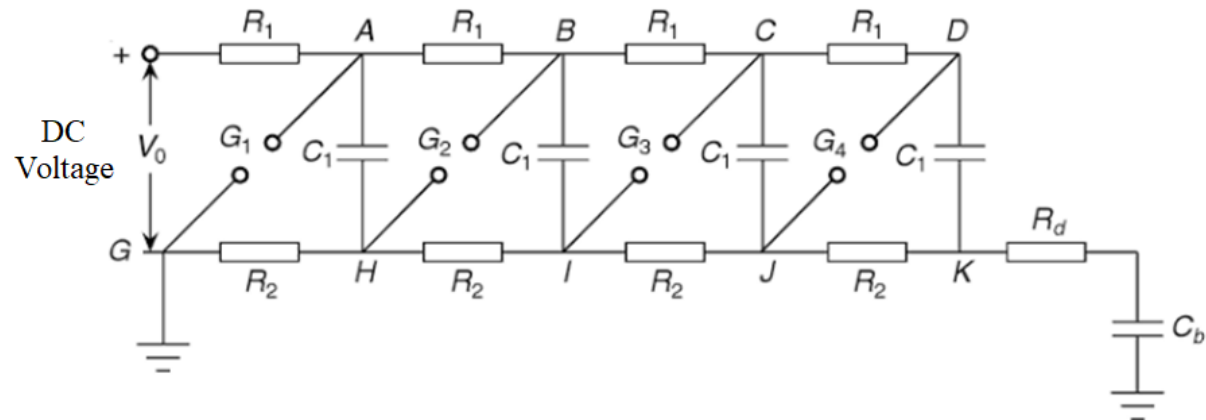 R1 A R1 B R1 C R1 D
+
DC
Voltage
V0 G1 C1 G2 C1 G3 C1 G4 C1
G R2 H R2 I R2 J R2 K Rd
Cb